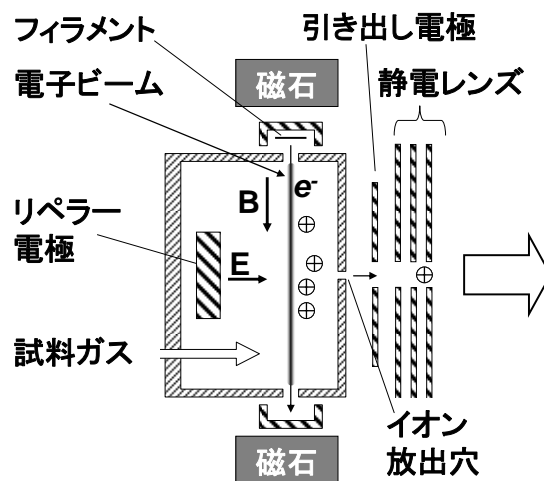 フィラメント
電子ビーム
磁石
引き出し電極
静電レンズ
e-
B
リペラー
電極
E
試料ガス
イオン
放出穴
磁石